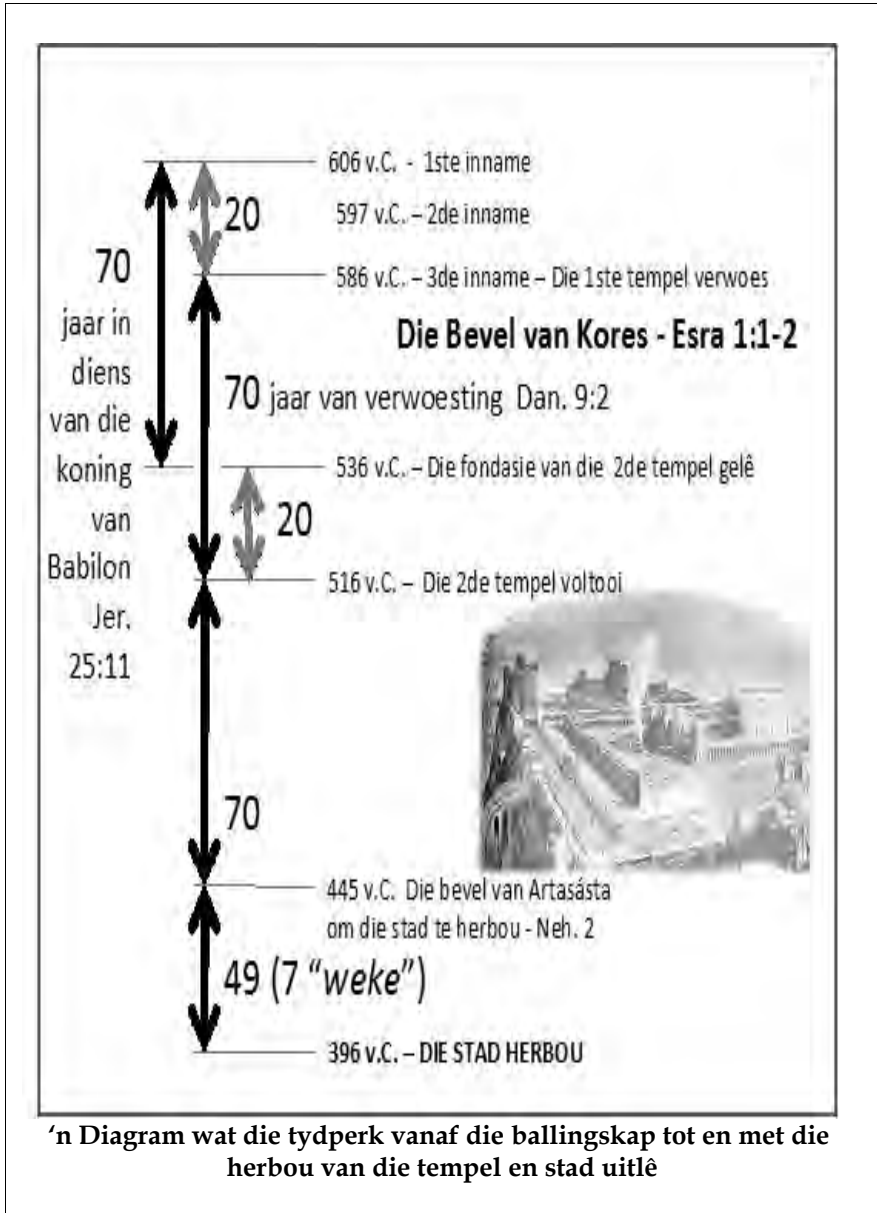 606 v.C. - 1ste inname
20
597 v.C. – 2de inname
70
jaar in
diens
van die
koning
van
Babilon
Jer.
25:11
586 v.C. – 3de inname – Die 1ste tempel verwoes
Die Bevel van Kores - Esra 1:1-2
70 jaar van verwoesting Dan. 9:2
536 v.C. – Die fondasie van die 2de tempel gelê
20
516 v.C. – Die 2de tempel voltooi
70
445 v.C. Die bevel van Artasásta
om die stad te herbou - Neh. 2
49 (7 “weke”)
396 v.C. – DIE STAD HERBOU
‘n Diagram wat die tydperk vanaf die ballingskap tot en met die
herbou van die tempel en stad uitlê